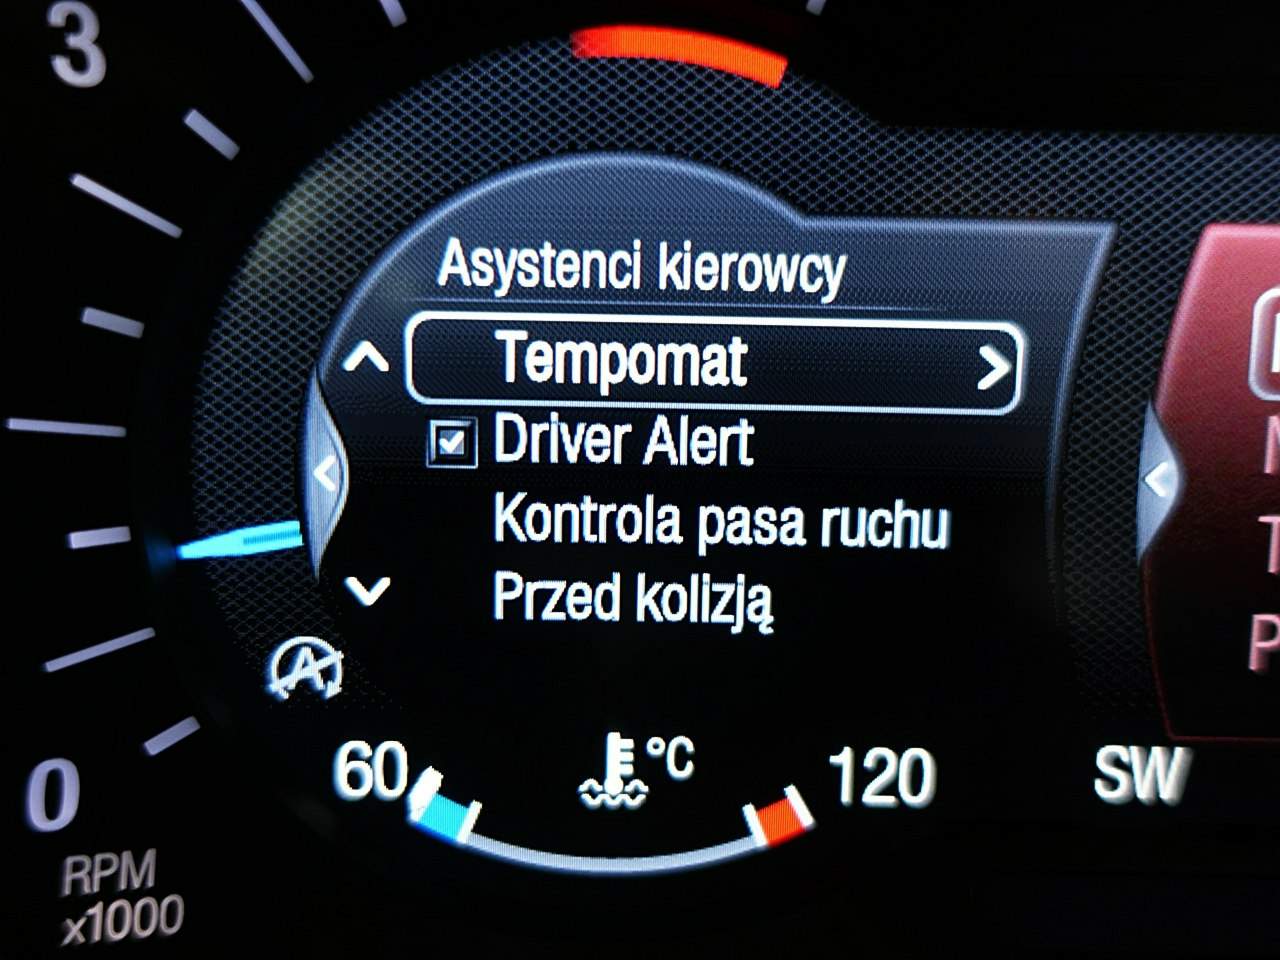 3
Asystenci kierowcy
Tempomat
Driver Alert
Kontrola pasa ruchu
Przed kolizją
A
60
°C
120
SW
0
RPM
x1000